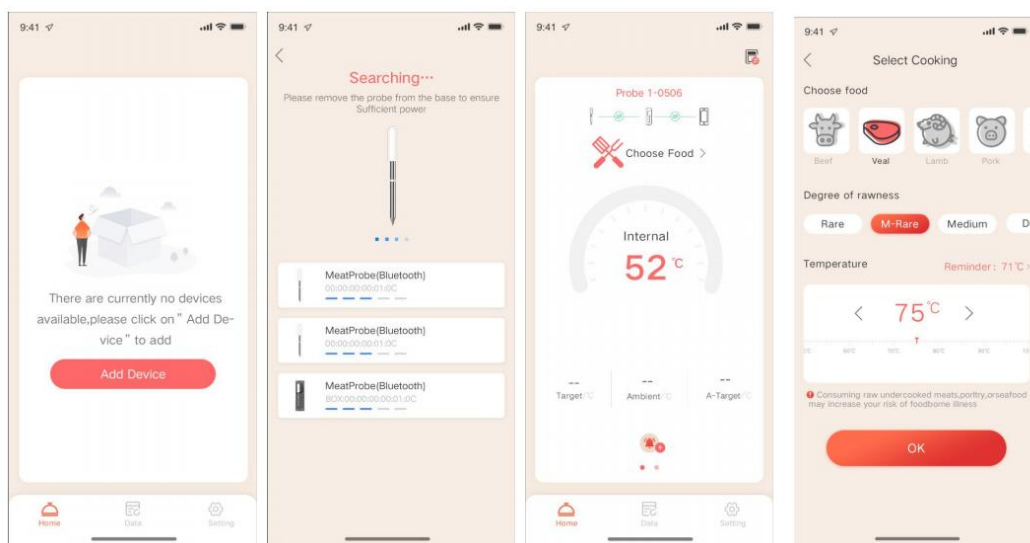 9:41
There are currently no devices
available,please click on " Add De-
vice " to add
Add Device
Home
Data
Setting
9:41
Searching···
Please remove the probe from the base to ensure
Sufficient power
MeatProbe(Bluetooth)
00:00:00:00:01:0C
MeatProbe(Bluetooth)
00:00:00:00:01:0C
MeatProbe(Bluetooth)
BOX:00:00:00:00:01:0C
9:41
Probe 1-0506
Choose Food >
Internal
52 °C
-- -- --
Target/°C Ambient/°C A-Target/°C
Home
Data
Setting
9:41
Select Cooking
Choose food
Beef Veal Lamb Pork
Degree of rawness
Rare M-Rare Medium D
Temperature
Reminder: 71°C >
< 75°C >
60°C 70°C 80°C 90°C
Consuming raw undercooked meats,porltry,orseafood
may increase your risk of foodborne illness
OK